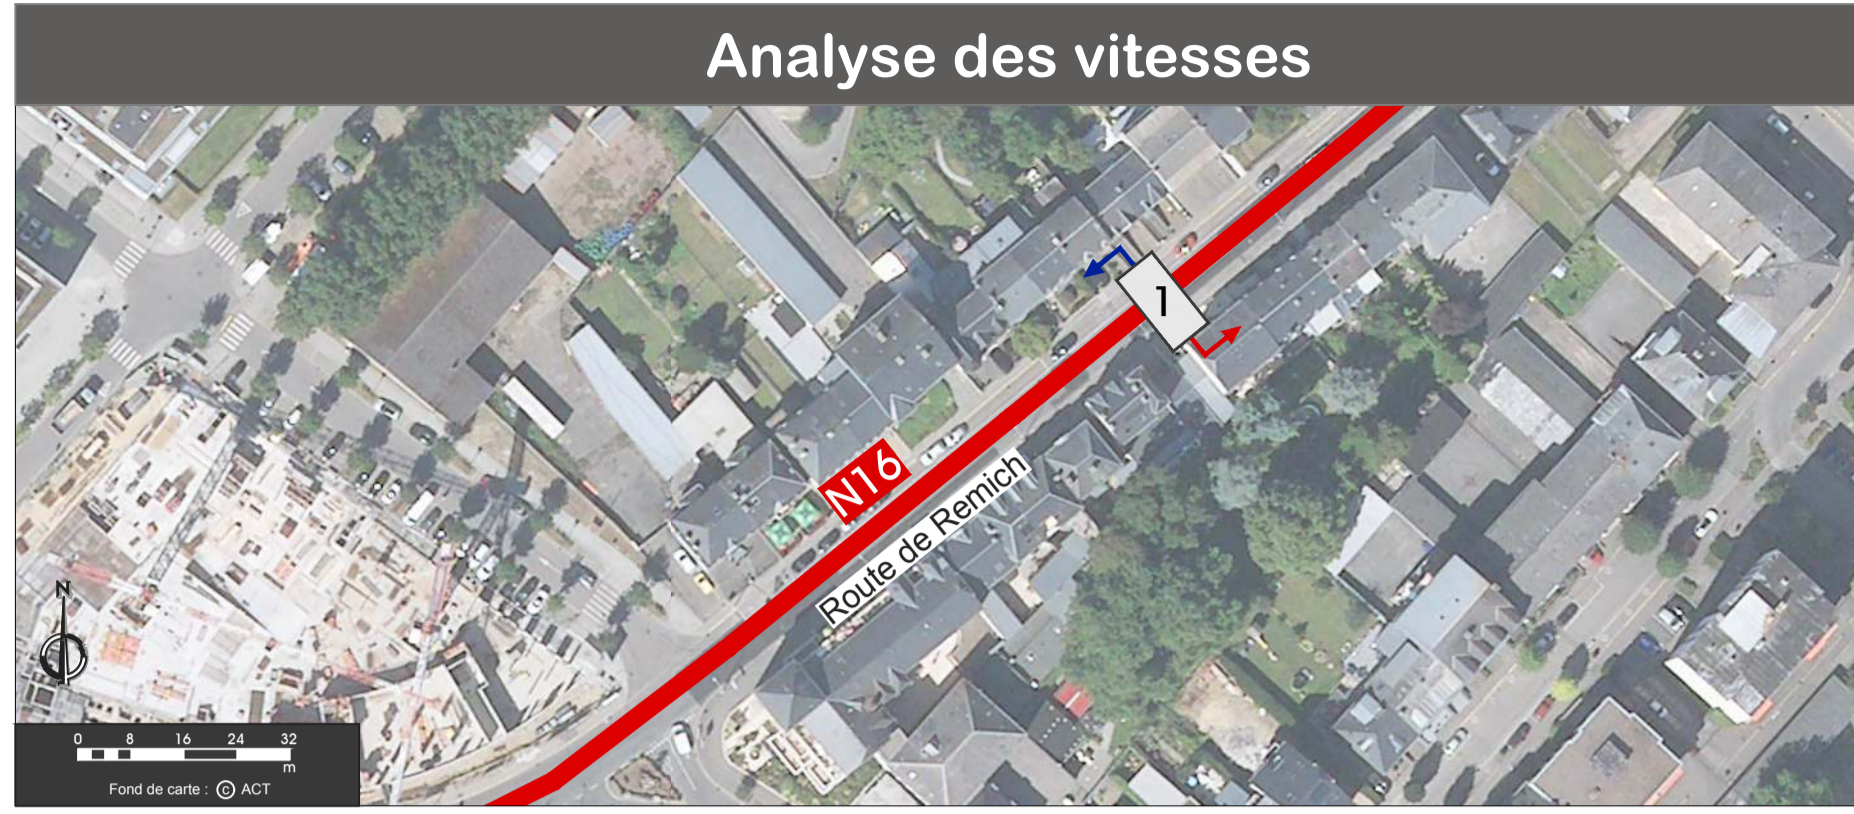 Analyse des vitesses
1
N16
Route de Remich
N
0 8 16 24 32
m
Fond de carte : © ACT